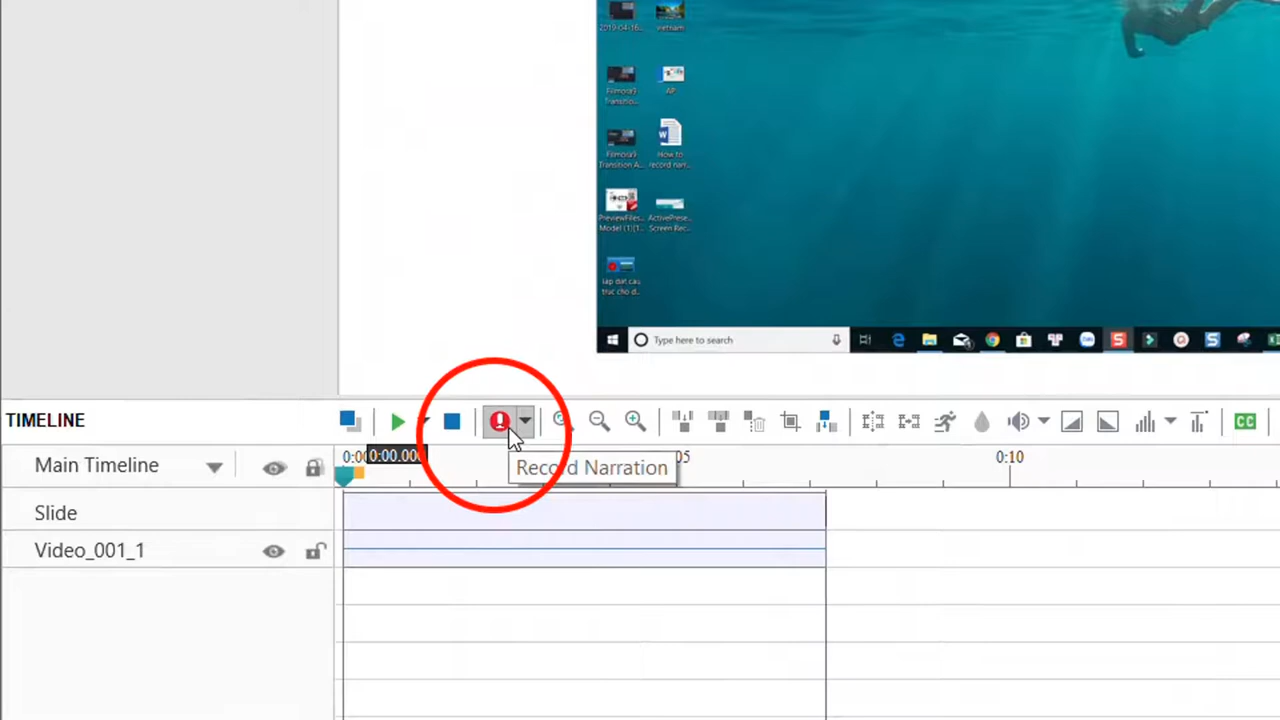 2019-04-16...
vietnam
Filmora9
Transitio...
AP
Filmora9
Transition A...
How to
record narr...
PreviewFiles...
Model (1)(1...
ActivePrese...
Screen Rec...
lap dat cau
truc cho d...
Type here to search
TIMELINE
CC
Main Timeline
0:00.000
0:10
Record Narration
Slide
Video_001_1